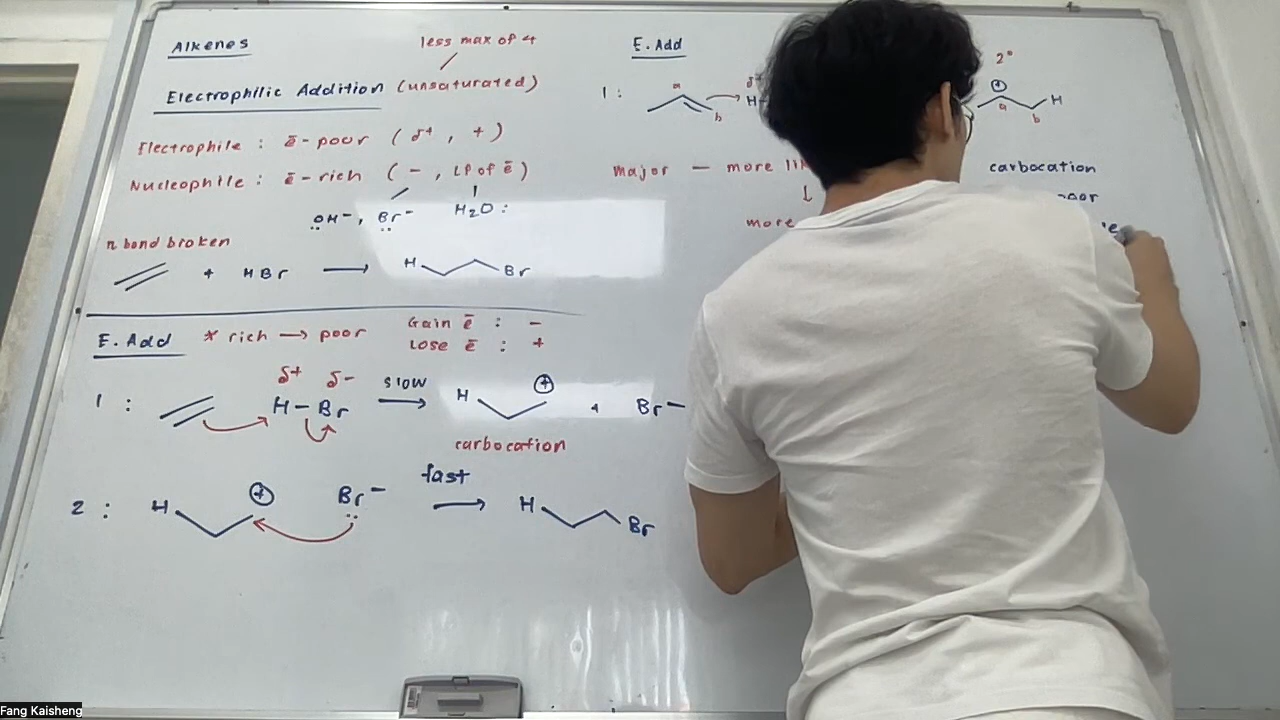 Alkenes
less max of 4
Electrophilic Addition (unsaturated)
Electrophile : ē-poor ( δ+ , + )
Nucleophile : ē-rich ( - , LP of ē )
OH⁻, Br⁻ H₂O:
π bond broken
+ HBr → H Br
E. Add * rich → poor
Gain ē : -
Lose ē : +
1 : δ+ δ- H-Br slow → H + + Br⁻
carbocation
2 : H + Br⁻ fast → H Br
E. Add
2°
1 : a b H + a b H
major — more
carbocation
more
Fang Kaisheng